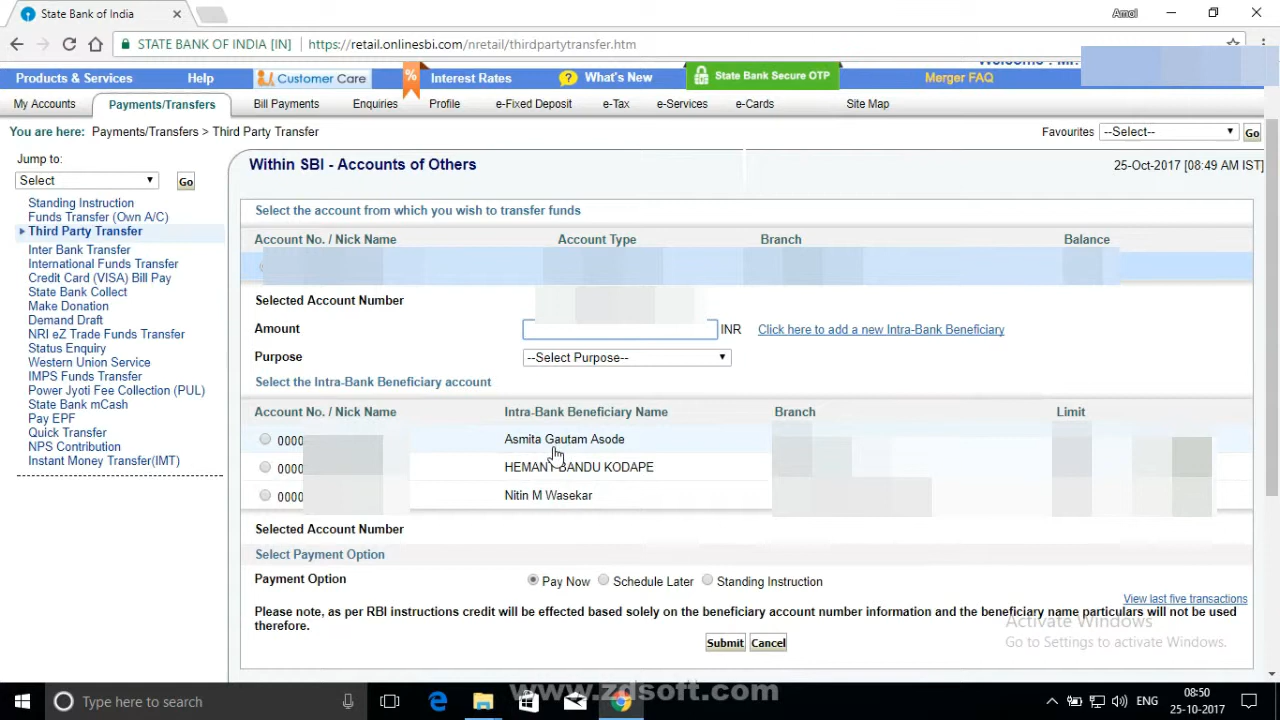 State Bank of India
Amol
STATE BANK OF INDIA [IN] https://retail.onlinesbi.com/nretail/thirdpartytransfer.htm
Products & Services Help Customer Care % Interest Rates ? What's New State Bank Secure OTP Merger FAQ
My Accounts Payments/Transfers Bill Payments Enquiries Profile e-Fixed Deposit e-Tax e-Services e-Cards Site Map
You are here: Payments/Transfers > Third Party Transfer Favourites --Select-- Go
Jump to:
Select Go
Standing Instruction
Funds Transfer (Own A/C)
Third Party Transfer
Inter Bank Transfer
International Funds Transfer
Credit Card (VISA) Bill Pay
State Bank Collect
Make Donation
Demand Draft
NRI eZ Trade Funds Transfer
Status Enquiry
Western Union Service
IMPS Funds Transfer
Power Jyoti Fee Collection (PUL)
State Bank mCash
Pay EPF
Quick Transfer
NPS Contribution
Instant Money Transfer(IMT)
Within SBI - Accounts of Others 25-Oct-2017 [08:49 AM IST]
Select the account from which you wish to transfer funds
Account No. / Nick Name Account Type Branch Balance
Selected Account Number
Amount INR Click here to add a new Intra-Bank Beneficiary
Purpose --Select Purpose--
Select the Intra-Bank Beneficiary account
Account No. / Nick Name Intra-Bank Beneficiary Name Branch Limit
0000 Asmita Gautam Asode
0000 HEMANT BANDU KODAPE
0000 Nitin M Wasekar
Selected Account Number
Select Payment Option
Payment Option Pay Now Schedule Later Standing Instruction
View last five transactions
Please note, as per RBI instructions credit will be effected based solely on the beneficiary account number information and the beneficiary name particulars will not be used
therefore.
Submit Cancel
Activate Windows
Go to Settings to activate Windows.
Type here to search
www.zdsoft.com
ENG
08:50
25-10-2017